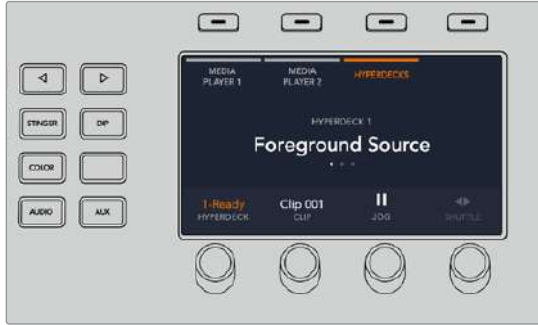 MEDIA
PLAYER 1
MEDIA
PLAYER 2
HYPERDECKS
HYPERDECK 1
Foreground Source
1-Ready
HYPERDECK
Clip 001
CLIP
JOG
SHUTTLE
STINGER
DIP
COLOR
AUDIO
AUX